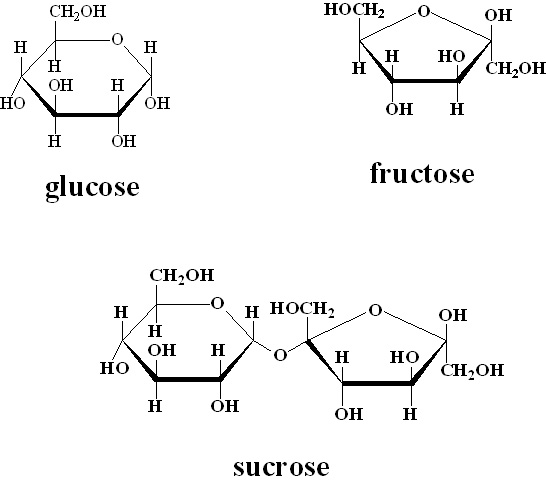 CH₂OH
H O H
H
OH H
HO OH
H OH
glucose
HOCH₂ O OH
H HO
H CH₂OH
OH H
fructose
CH₂OH
H O H HOCH₂ O OH
H
OH H O H HO
HO CH₂OH
H OH OH H
sucrose